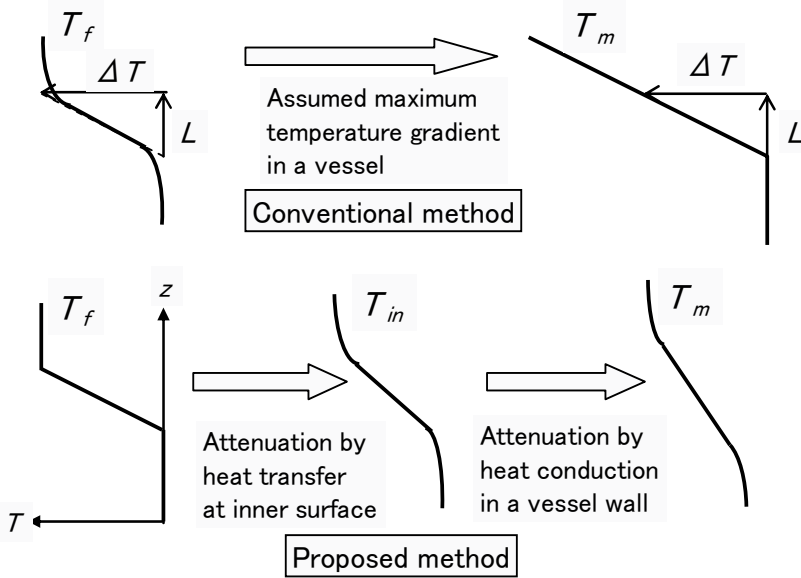 T_f
ΔT
L
Assumed maximum
temperature gradient
in a vessel
Conventional method
T_m
ΔT
L
T_f
z
T
Attenuation by
heat transfer
at inner surface
T_in
Attenuation by
heat conduction
in a vessel wall
T_m
Proposed method